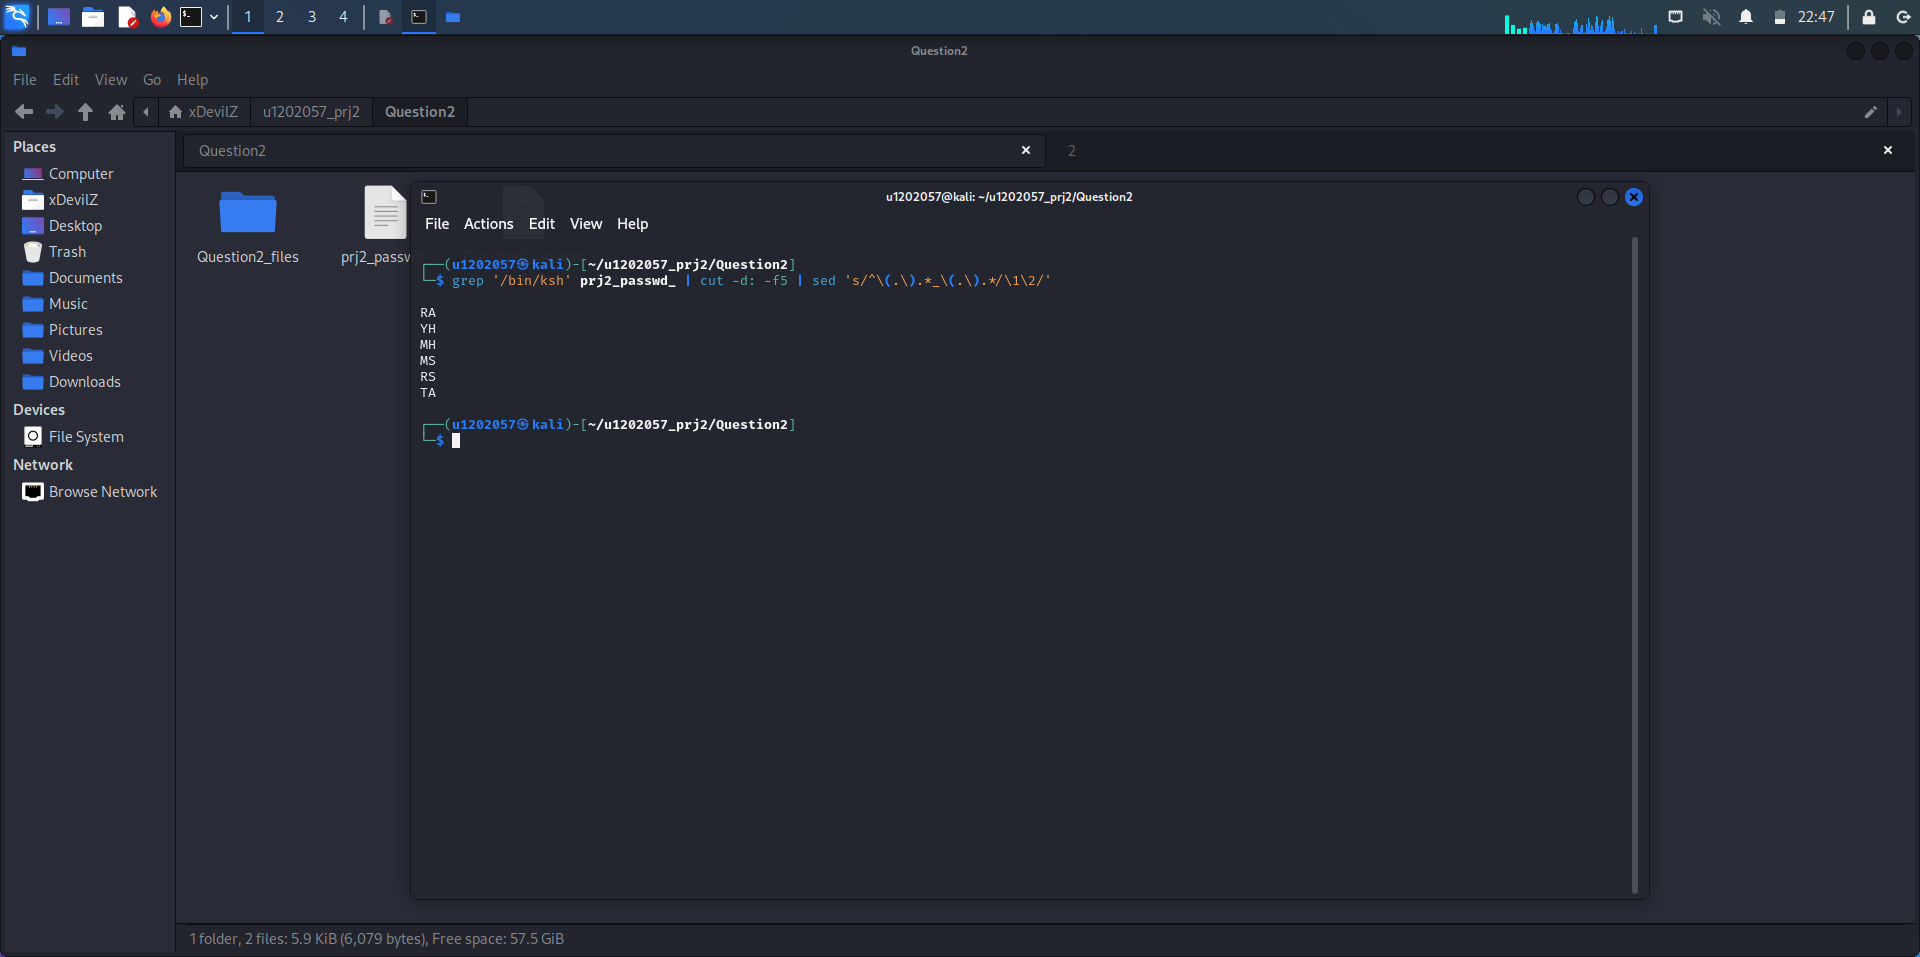 1 2 3 4 22:47
Question2
File Edit View Go Help
xDevilZ u1202057_prj2 Question2
Places
Computer
xDevilZ
Desktop
Trash
Documents
Music
Pictures
Videos
Downloads
Devices
File System
Network
Browse Network
Question2 2
Question2_files
prj2_passw
u1202057@kali: ~/u1202057_prj2/Question2
File Actions Edit View Help
┌──(u1202057㉿kali)-[~/u1202057_prj2/Question2]
└─$ grep '/bin/ksh' prj2_passwd_ | cut -d: -f5 | sed 's/^\(.\).*_\(.\).*/\1\2/'
RA
YH
MH
MS
RS
TA
┌──(u1202057㉿kali)-[~/u1202057_prj2/Question2]
└─$
1 folder, 2 files: 5.9 KiB (6,079 bytes), Free space: 57.5 GiB